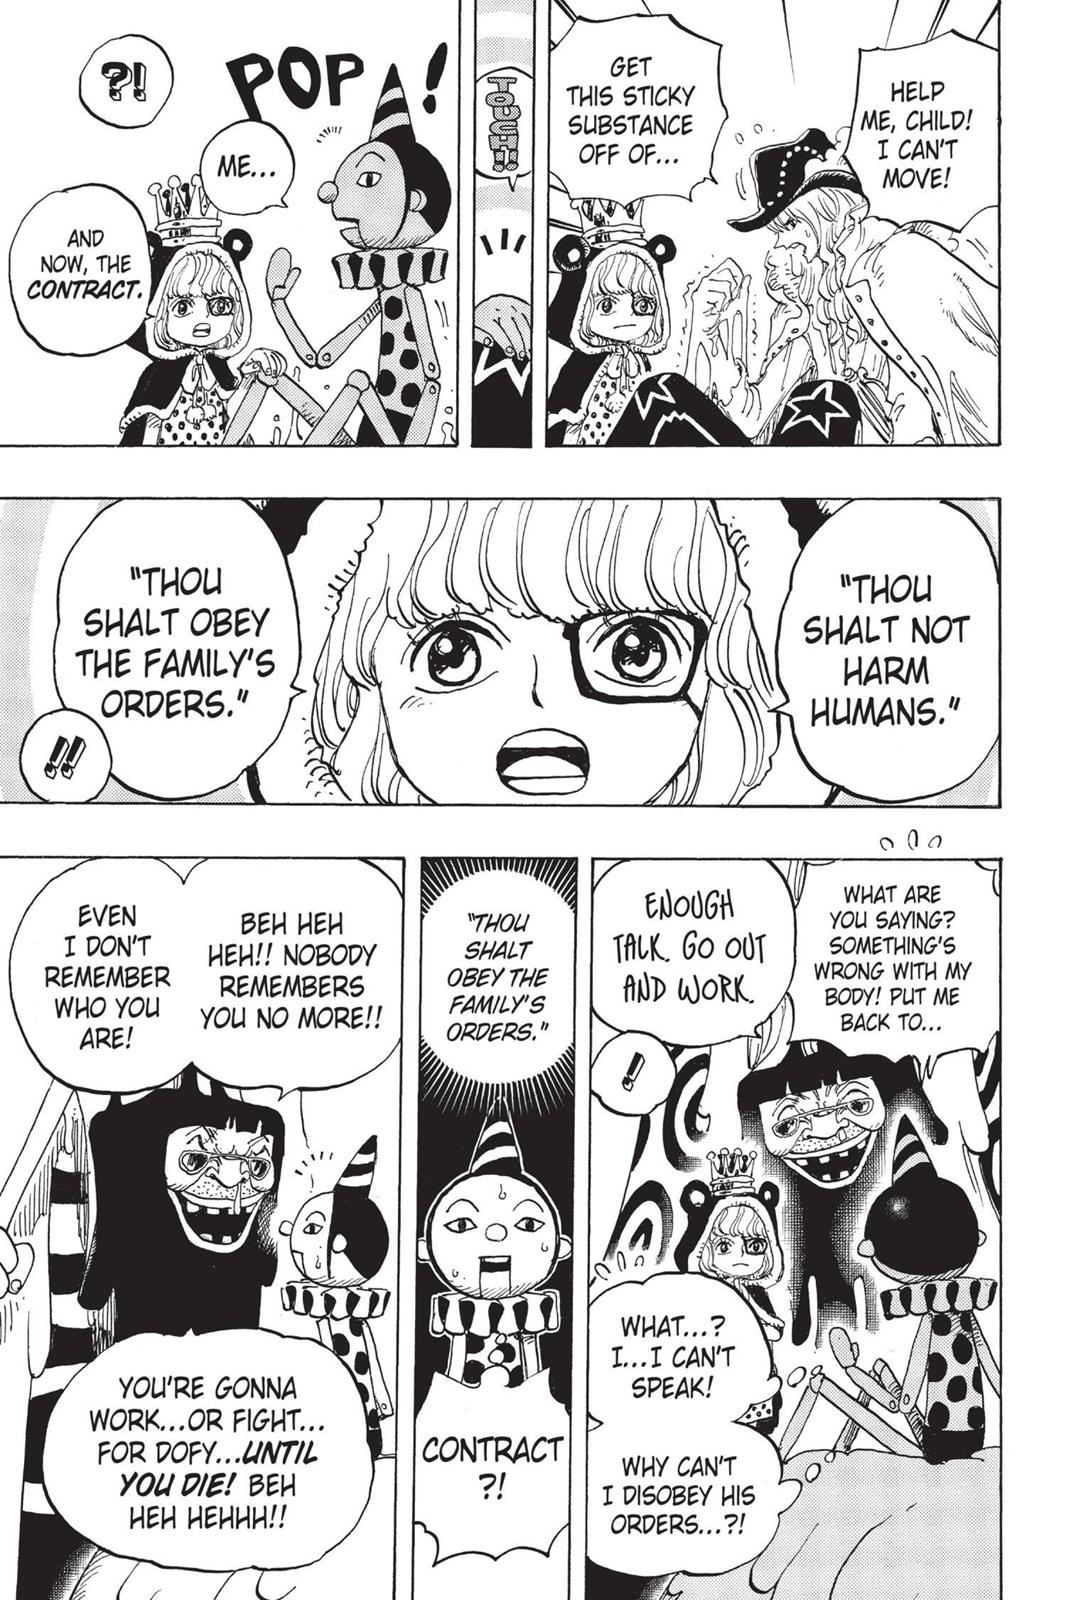 HELP
ME, CHILD!
I CAN'T
MOVE!
GET
THIS STICKY
SUBSTANCE
OFF OF...
TOUCH!!
POP!
ME...
?!
AND
NOW, THE
CONTRACT.
"THOU
SHALT NOT
HARM
HUMANS."
"THOU
SHALT OBEY
THE FAMILY'S
ORDERS."
!!
WHAT ARE
YOU SAYING?
SOMETHING'S
WRONG WITH MY
BODY! PUT ME
BACK TO...
ENOUGH
TALK. GO OUT
AND WORK.
!
WHAT...?
I...I CAN'T
SPEAK!
WHY CAN'T
I DISOBEY HIS
ORDERS...?!
"THOU
SHALT
OBEY THE
FAMILY'S
ORDERS."
CONTRACT
?!
BEH HEH
HEH!! NOBODY
REMEMBERS
YOU NO MORE!!
EVEN
I DON'T
REMEMBER
WHO YOU
ARE!
YOU'RE GONNA
WORK...OR FIGHT...
FOR DOFY...UNTIL
YOU DIE! BEH
HEH HEHHH!!